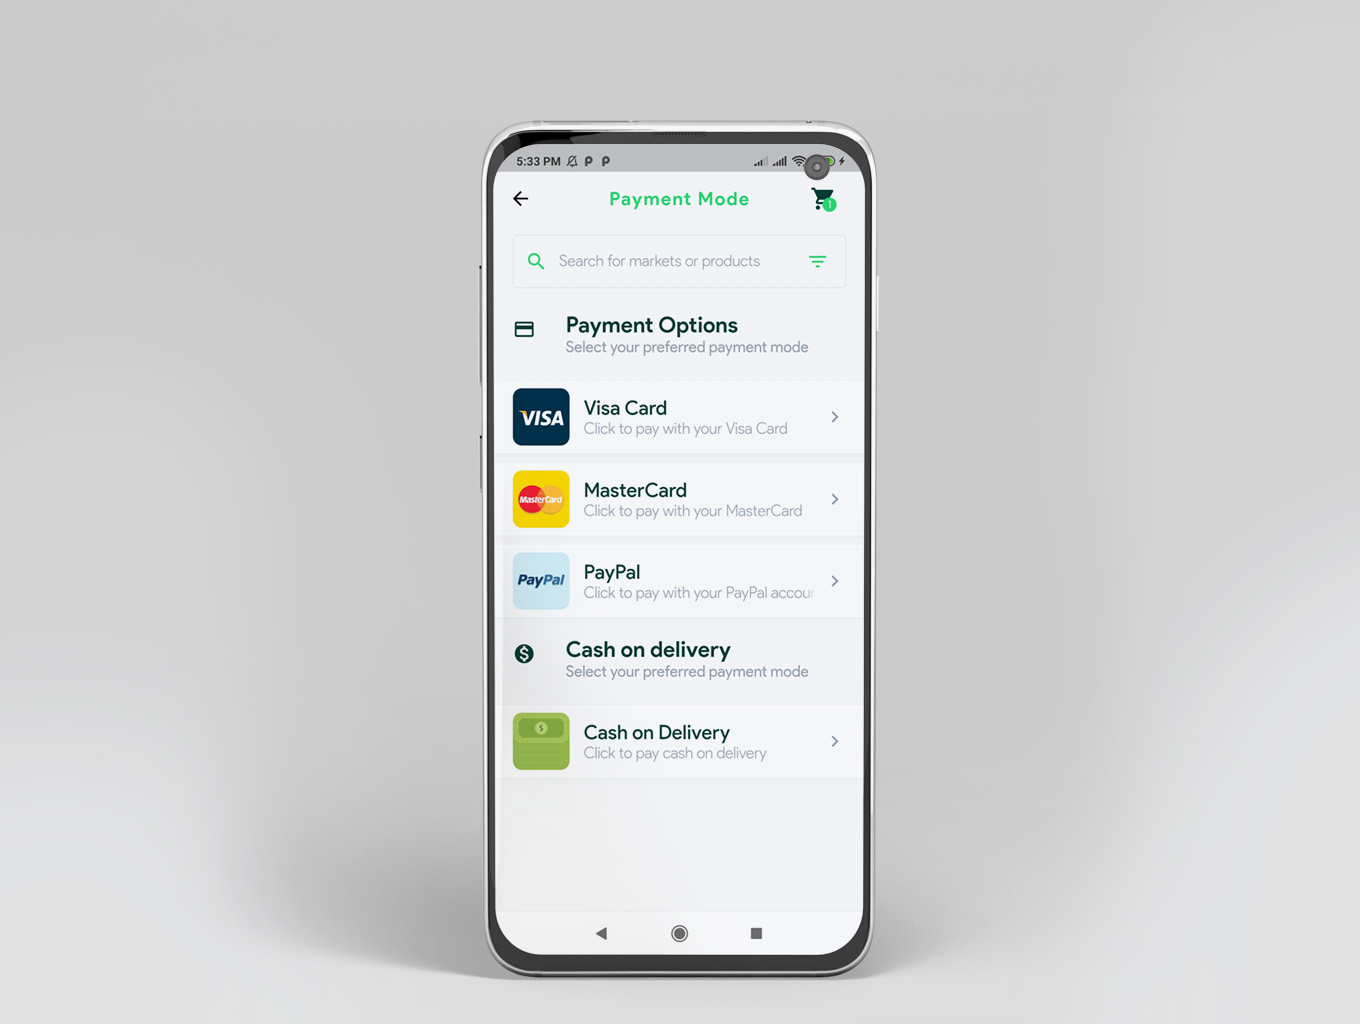 5:33 PM
Payment Mode
1
Search for markets or products
Payment Options
Select your preferred payment mode
VISA
Visa Card
Click to pay with your Visa Card
MasterCard
MasterCard
Click to pay with your MasterCard
PayPal
PayPal
Click to pay with your PayPal accou
$
Cash on delivery
Select your preferred payment mode
$
Cash on Delivery
Click to pay cash on delivery